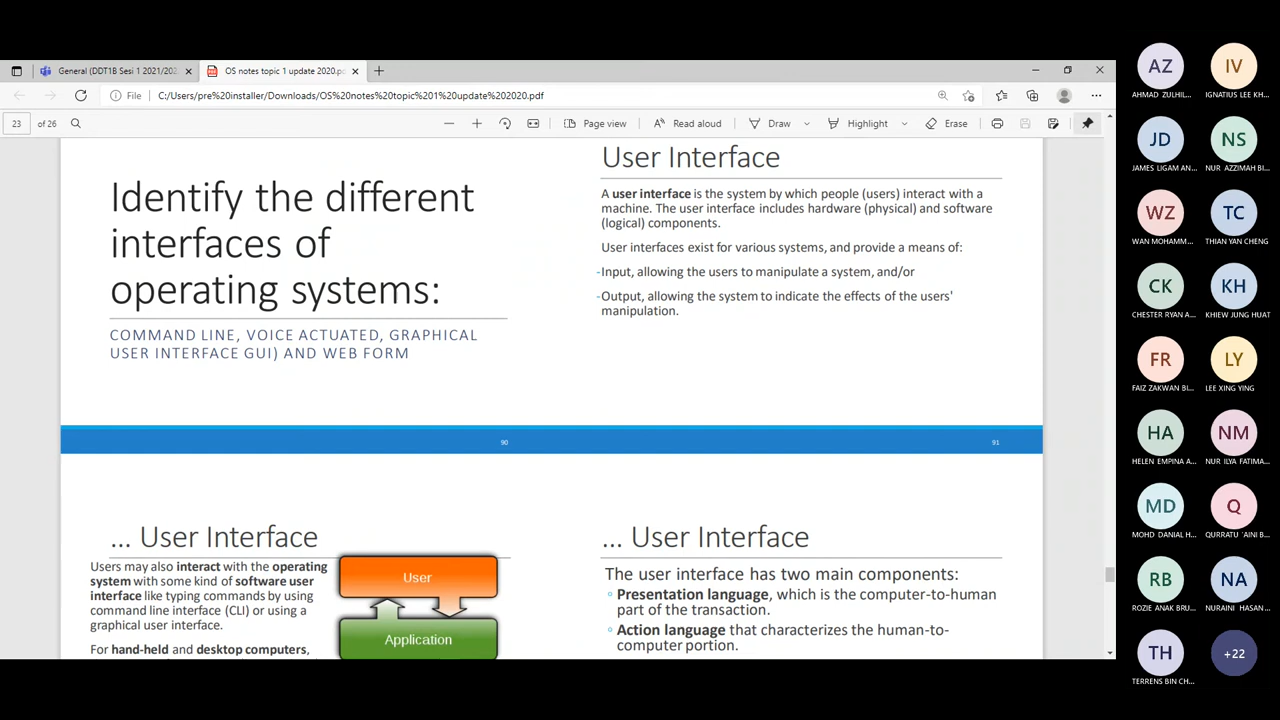 General (DDT1B Sesi 1 2021/202
OS notes topic 1 update 2020.pd
File
C:/Users/pre%20installer/Downloads/OS%20notes%20topic%201%20update%202020.pdf
23 of 26
Page view
Read aloud
Draw
Highlight
Erase
Identify the different
interfaces of
operating systems:
COMMAND LINE, VOICE ACTUATED, GRAPHICAL
USER INTERFACE GUI) AND WEB FORM
90
User Interface
A user interface is the system by which people (users) interact with a
machine. The user interface includes hardware (physical) and software
(logical) components.
User interfaces exist for various systems, and provide a means of:
-Input, allowing the users to manipulate a system, and/or
-Output, allowing the system to indicate the effects of the users'
manipulation.
91
... User Interface
Users may also interact with the operating
system with some kind of software user
interface like typing commands by using
command line interface (CLI) or using a
graphical user interface.
For hand-held and desktop computers,
User
Application
... User Interface
The user interface has two main components:
◦ Presentation language, which is the computer-to-human
part of the transaction.
◦ Action language that characterizes the human-to-
computer portion.
AZ
AHMAD ZULHIL...
IV
IGNATIUS LEE KH...
JD
JAMES LIGAM AN...
NS
NUR AZZIMAH BI...
WZ
WAN MOHAMM...
TC
THIAN YAN CHENG
CK
CHESTER RYAN A...
KH
KHIEW JUNG HUAT
FR
FAIZ ZAKWAN BI...
LY
LEE XING YING
HA
HELEN EMPINA A...
NM
NUR ILYA FATIMA...
MD
MOHD DANIAL H...
Q
QURRATU 'AINI B...
RB
ROZIE ANAK BRU...
NA
NURAINI HASAN...
TH
TERRENS BIN CH...
+22